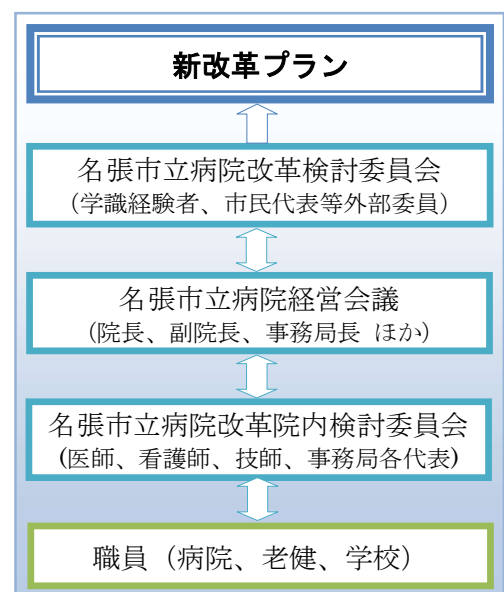 新改革プラン
名張市立病院改革検討委員会
(学識経験者、市民代表等外部委員)
名張市立病院経営会議
(院長、副院長、事務局長 ほか)
名張市立病院改革院内検討委員会
(医師、看護師、技師、事務局各代表)
職員（病院、老健、学校）